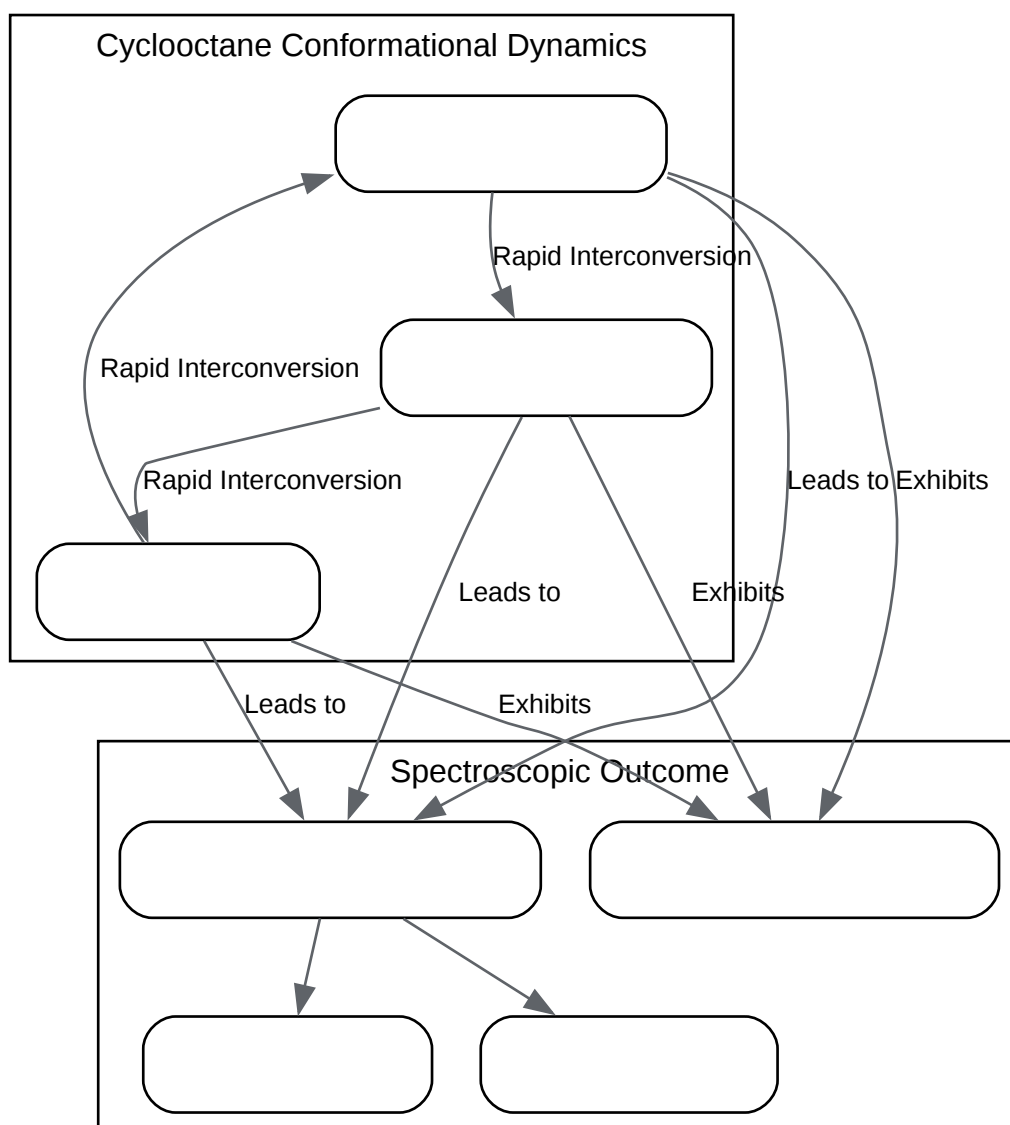 Cyclooctane Conformational Dynamics
Rapid Interconversion
Rapid Interconversion
Rapid Interconversion
Leads to
Exhibits
Leads to
Exhibits
Leads to
Exhibits
Spectroscopic Outcome